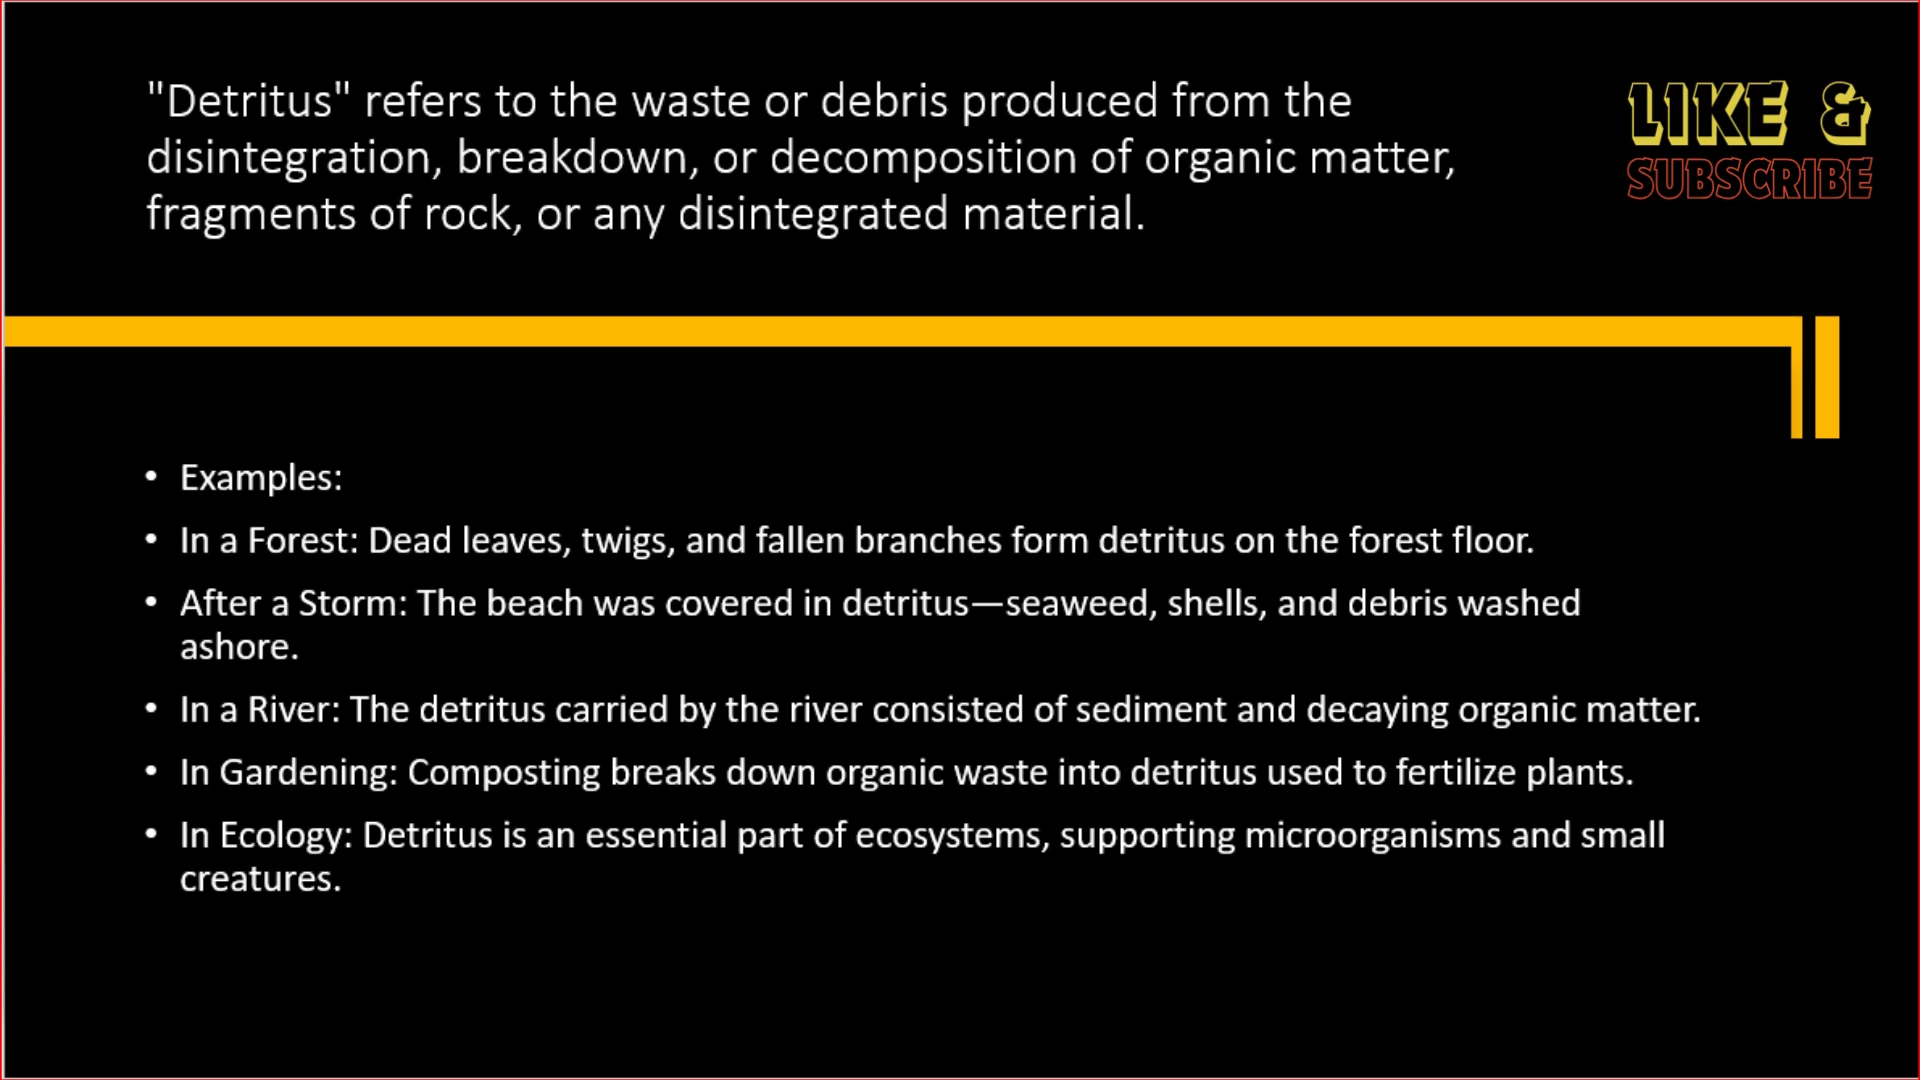 "Detritus" refers to the waste or debris produced from the
disintegration, breakdown, or decomposition of organic matter,
fragments of rock, or any disintegrated material.
LIKE &
SUBSCRIBE
• Examples:
• In a Forest: Dead leaves, twigs, and fallen branches form detritus on the forest floor.
• After a Storm: The beach was covered in detritus—seaweed, shells, and debris washed
ashore.
• In a River: The detritus carried by the river consisted of sediment and decaying organic matter.
• In Gardening: Composting breaks down organic waste into detritus used to fertilize plants.
• In Ecology: Detritus is an essential part of ecosystems, supporting microorganisms and small
creatures.